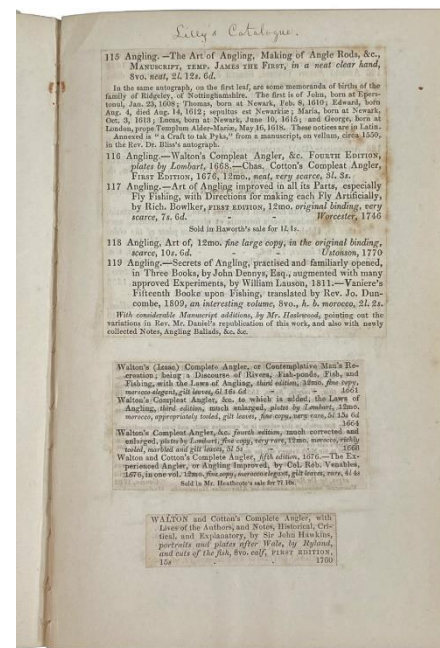 Lilly's Catalogue.
115 Angling.—The Art of Angling, Making of Angle Rods, &c.,
MANUSCRIPT, TEMP. JAMES THE FIRST, in a neat clear hand,
8vo. neat, 2l. 12s. 6d.
In the same autograph, on the first leaf, are some memoranda of births of the
family of Ridgeley, of Nottinghamshire. The first is of John, born at
Jan. 23, 1608; Thomas, born at Newark, Feb. 8, 1610; Edward, born
Aug. 4, died Aug. 14, 1612; sepultus est Newarkiæ; Maria, born at Newark,
Oct. 3, 1613; Lucas, born at Newark, June 10, 1615; and George, born at
London, prope Templum Alder-Mariæ, May 16, 1618. These notices are in Latin.
Annexed is "a Craft to tak Pyks," from a manuscript, on vellum, circa 1550,
in the Rev. Dr. Bliss's autograph.
116 Angling.—Walton's Compleat Angler, &c. FOURTH EDITION,
plates by Lombart, 1668.—Chas. Cotton's Compleat Angler,
FIRST EDITION, 1676, 12mo., neat, very scarce, 3l. 3s.
117 Angling.—Art of Angling improved in all its Parts, especially
Fly Fishing, with Directions for making each Fly Artificially,
by Rich. Bowlker, FIRST EDITION, 12mo. original binding, very
scarce, 7s. 6d. - - Worcester, 1746
Sold in Haworth's sale for 1l. 1s.
118 Angling, Art of, 12mo. fine large copy, in the original binding,
scarce, 10s. 6d. - - Ustonson, 1770
119 Angling.—Secrets of Angling, practised and familiarly opened,
in Three Books, by John Dennys, Esq., augmented with many
approved Experiments, by William Lauson, 1811.—Vaniere's
Fifteenth Booke upon Fishing, translated by Rev. Jo. Dun-
combe, 1809, an interesting volume, 8vo., h. b. morocco, 2l. 2s.
With considerable Manuscript additions, by Mr. Haslewood, pointing out the
variations in Rev. Mr. Daniel's republication of this work, and also with newly
collected Notes, Angling Ballads, &c. &c.
Walton's (Izaac) Complete Angler, or Contemplative Man's Re-
creation; being a Discourse of Rivers, Fish-ponds, Fish, and
Fishing, with the Laws of Angling, third edition, 12mo. fine copy,
morocco elegant, gilt leaves, 6l 16s 6d - - 1661
Walton's Compleat Angler, &c. to which is added, the Laws of
Angling, third edition, much enlarged, plates by Lombart, 12mo.
morocco, appropriately tooled, gilt leaves, fine copy, very rare, 5l 15s 6d
1664
Walton's Compleat Angler, &c. fourth edition, much corrected and
enlarged, plates by Lombart, fine copy, very rare, 12mo. morocco, richly
tooled, marbled and gilt leaves, 5l 5s - - 1668
Walton and Cotton's Complete Angler, fifth edition, 1676.—The Ex-
perienced Angler, or Angling Improved, by Col. Rob. Venables,
1676, in one vol. 12mo. fine copy, morocco elegant, gilt leaves, rare, 4l 4s
Sold in Mr. Heathcote's sale for 7l 10s.
WALTON and Cotton's Complete Angler, with
Lives of the Authors, and Notes, Historical, Cri-
tical, and Explanatory, by Sir John Hawkins,
portraits and plates after Wale, by Ryland,
and cuts of the fish, 8vo. calf, FIRST EDITION,
15s - - 1760